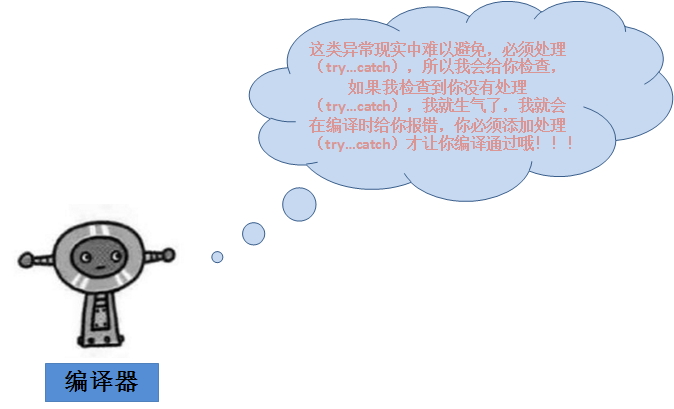 这类异常现实中难以避免，必须处理
（try...catch），所以我会给你检查，
如果我检查到你没有处理
（try...catch），我就生气了，我就会
在编译时给你报错，你必须添加处理
（try...catch）才让你编译通过哦！！！
编译器